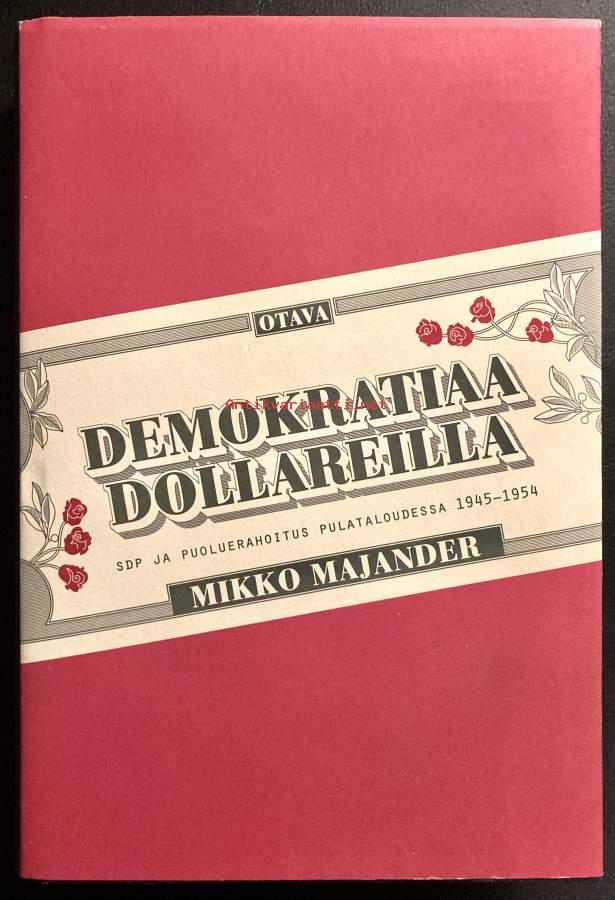 OTAVA
DEMOKRATIAA
Antikvariaatti.net
DOLLAREILLA
SDP JA PUOLUERAHOITUS PULATALOUDESSA 1945–1954
MIKKO MAJANDER